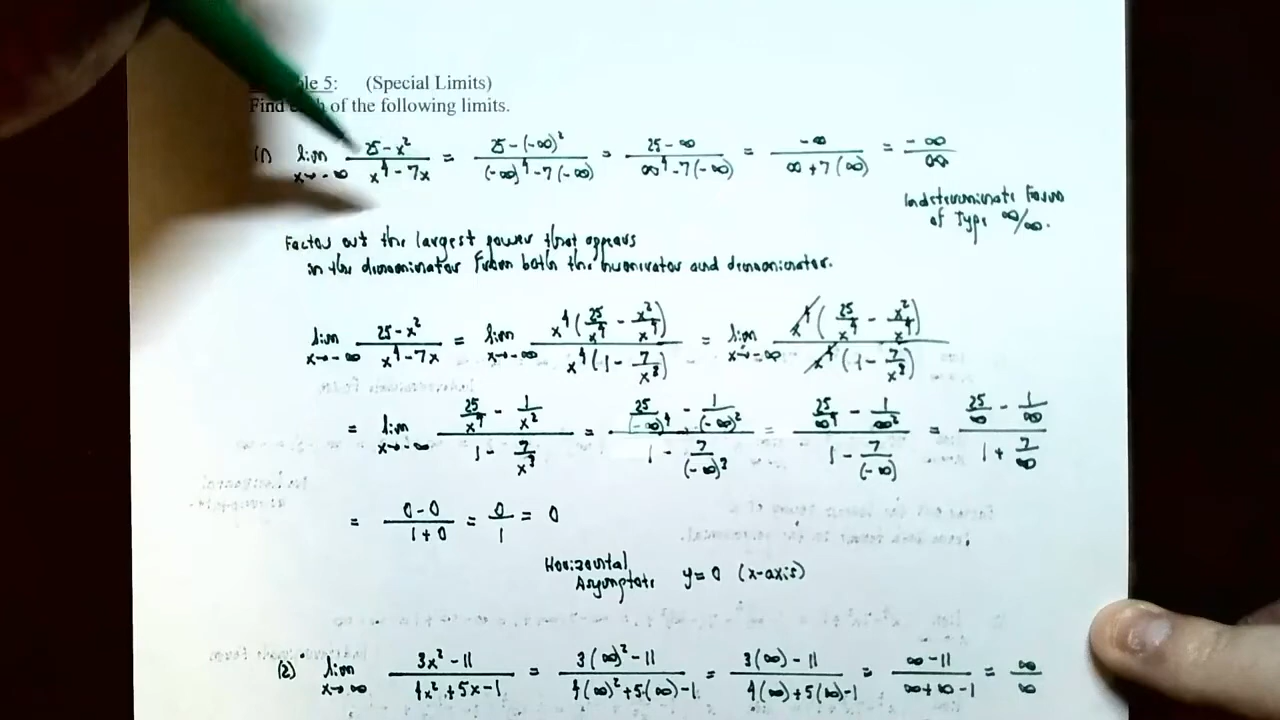 5: (Special Limits)
Find of the following limits.
(1) lim x→-∞ (25-x²)/(x⁴-7x) = (25-(-∞)²)/((-∞)⁴-7(-∞)) = (25-∞)/(∞⁴-7(-∞)) = -∞/(∞+7(∞)) = -∞/∞
Indeterminate Form
of Type ∞/∞.
Factor out the largest power that appears
in the denominator from both the numerator and denominator.
lim x→-∞ (25-x²)/(x⁴-7x) = lim x→-∞ x⁴(25/x⁴ - x²/x⁴)/(x⁴(1-7/x³)) = lim x→-∞ x⁴(25/x⁴ - x²/x⁴)/(x⁴(1-7/x³))
= lim x→-∞ (25/x⁴ - 1/x²)/(1-7/x³) = (25/(-∞)⁴ - 1/(-∞)²)/(1-7/(-∞)³) = (25/∞⁴ - 1/∞²)/(1-7/(-∞)) = (25/∞ - 1/∞)/(1+7/∞)
= (0-0)/(1+0) = 0/1 = 0
Horizontal
Asymptote y=0 (x-axis)
(2) lim x→∞ (3x²-11)/(4x²+5x-1) = (3(∞)²-11)/(4(∞)²+5(∞)-1) = (3(∞)-11)/(4(∞)+5(∞)-1) = (∞-11)/(∞+∞-1) = ∞/∞